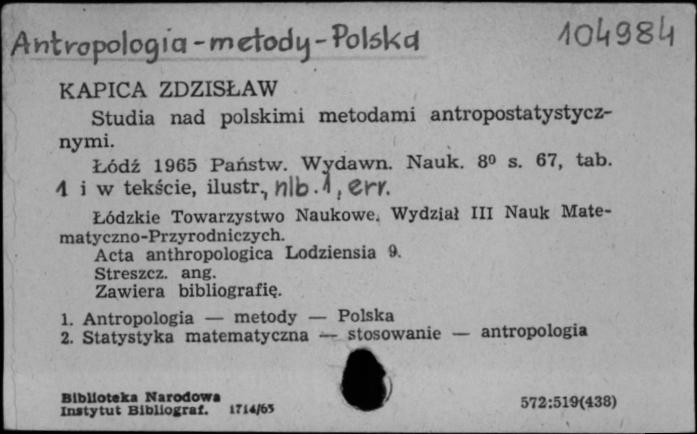 Antropologia - metody - Polska 104984
KAPICA ZDZISŁAW
Studia nad polskimi metodami antropostatystycz-
nymi.
Łódź 1965 Państw. Wydawn. Nauk. 8⁰ s. 67, tab.
1 i w tekście, ilustr., nlb. 1, err.
Łódzkie Towarzystwo Naukowe. Wydział III Nauk Mate-
matyczno-Przyrodniczych.
Acta anthropologica Lodziensia 9.
Streszcz. ang.
Zawiera bibliografię.
1. Antropologia — metody — Polska
2. Statystyka matematyczna — stosowanie — antropologia
Biblioteka Narodowa
Instytut Bibliograf. 1714/65
572:519(438)